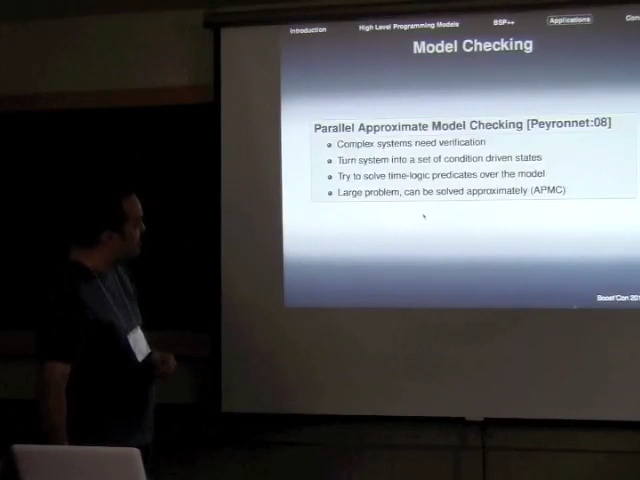 Introduction High Level Programming Models BSP++ Applications
Model Checking
Parallel Approximate Model Checking [Peyronnet:08]
Complex systems need verification
Turn system into a set of condition driven states
Try to solve time-logic predicates over the model
Large problem, can be solved approximately (APMC)
Boost'Con 201